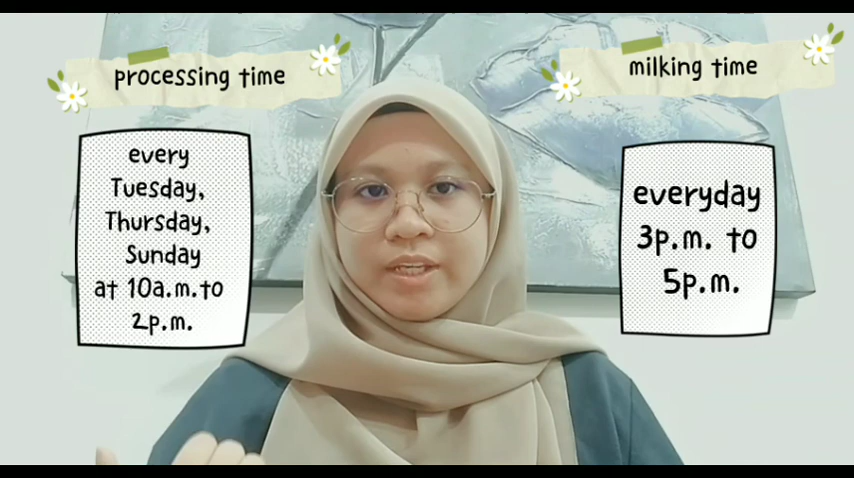 processing time
every
Tuesday,
Thursday,
Sunday
at 10a.m.to
2p.m.
milking time
everyday
3p.m. to
5p.m.